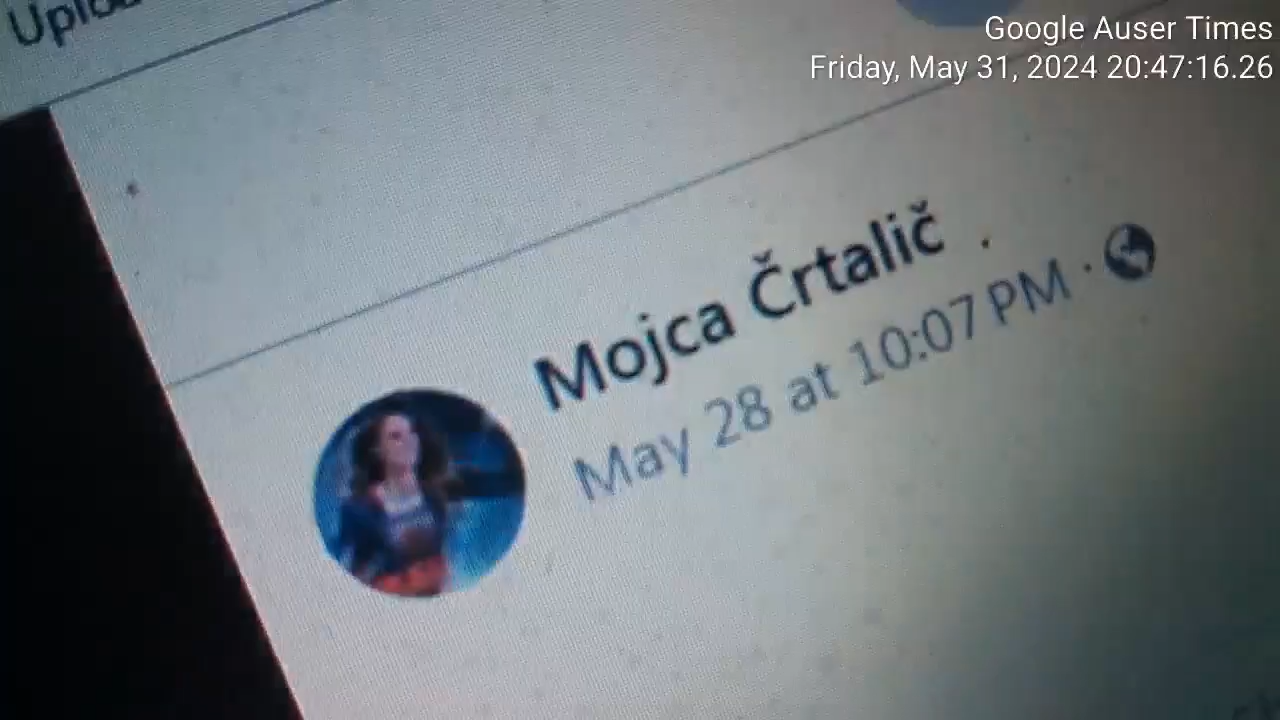 Google Auser Times
Friday, May 31, 2024 20:47:16.26
Mojca Črtalič
May 28 at 10:07 PM ·